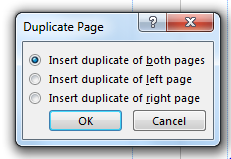 Duplicate Page
Insert duplicate of both pages
Insert duplicate of left page
Insert duplicate of right page
OK Cancel